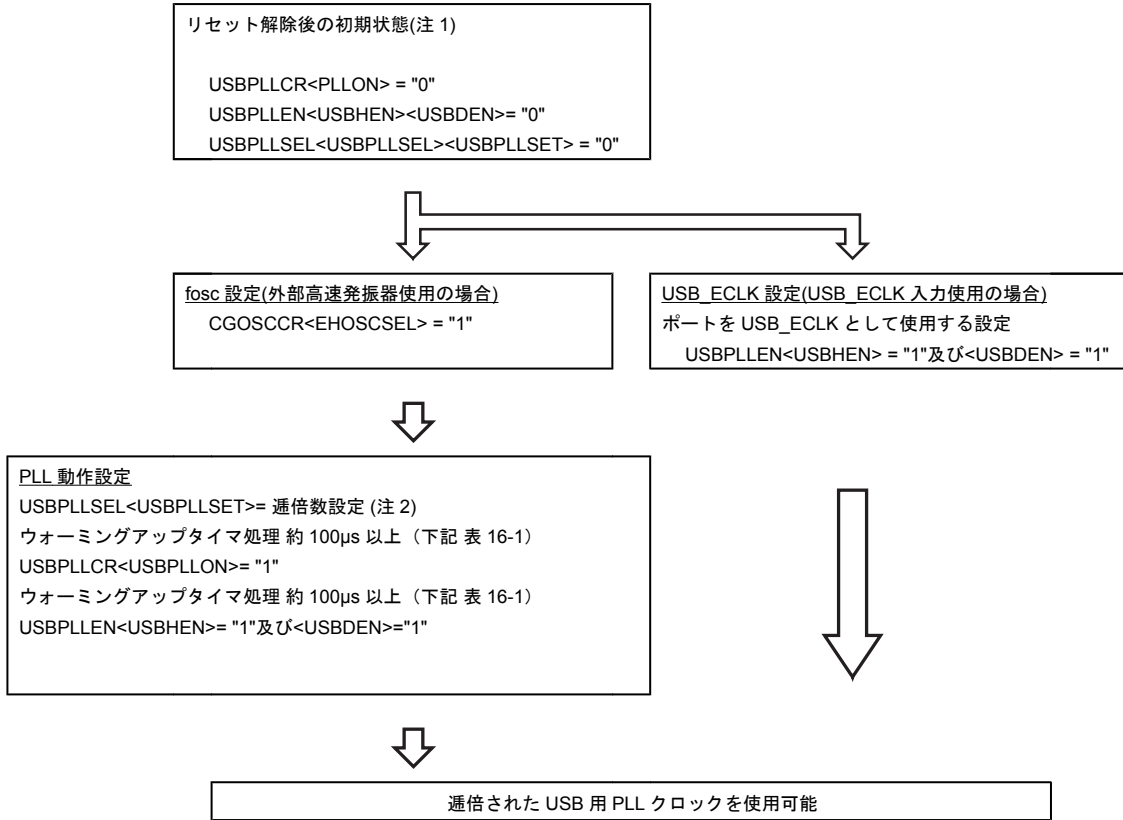 リセット解除後の初期状態(注 1)
USBPLLCR<PLLON> = "0"
USBPLLEN<USBHEN><USBDEN>= "0"
USBPLLSEL<USBPLLSEL><USBPLLSET> = "0"
fosc 設定(外部高速発振器使用の場合)
CGOSCCR<EHOSCSEL> = "1"
USB_ECLK 設定(USB_ECLK 入力使用の場合)
ポートを USB_ECLK として使用する設定
USBPLLEN<USBHEN> = "1"及び<USBDEN> = "1"
PLL 動作設定
USBPLLSEL<USBPLLSET>= 逓倍数設定 (注 2)
ウォーミングアップタイマ処理 約 100µs 以上（下記 表 16-1）
USBPLLCR<USBPLLON>= "1"
ウォーミングアップタイマ処理 約 100µs 以上（下記 表 16-1）
USBPLLEN<USBHEN>= "1"及び<USBDEN>="1"
逓倍された USB 用 PLL クロックを使用可能